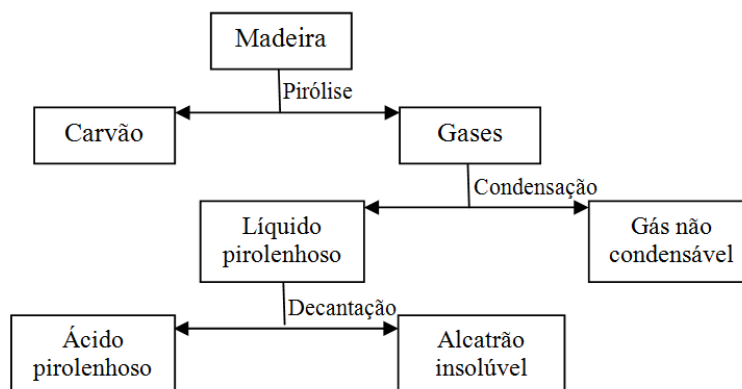 Madeira
Pirólise
Carvão
Gases
Condensação
Líquido
pirolenhoso
Gás não
condensável
Decantação
Ácido
pirolenhoso
Alcatrão
insolúvel